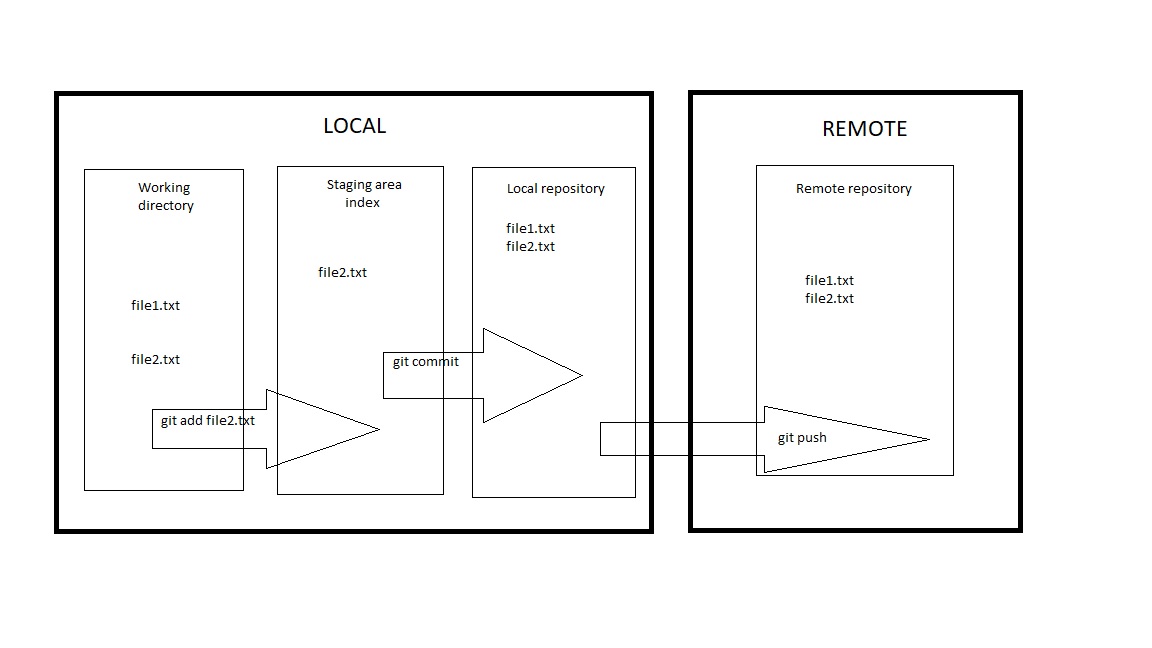 LOCAL
Working
directory
file1.txt
file2.txt
git add file2.txt
Staging area
index
file2.txt
git commit
Local repository
file1.txt
file2.txt
REMOTE
Remote repository
file1.txt
file2.txt
git push